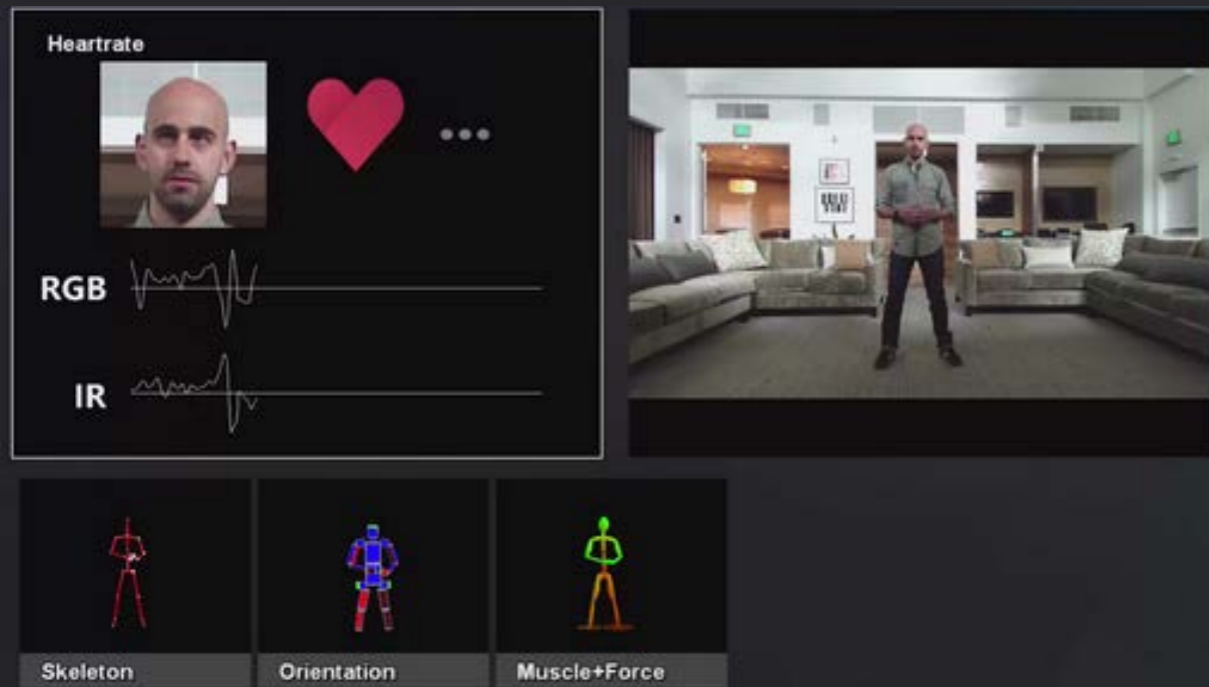 Heartrate
RGB
IR
Skeleton
Orientation
Muscle+Force